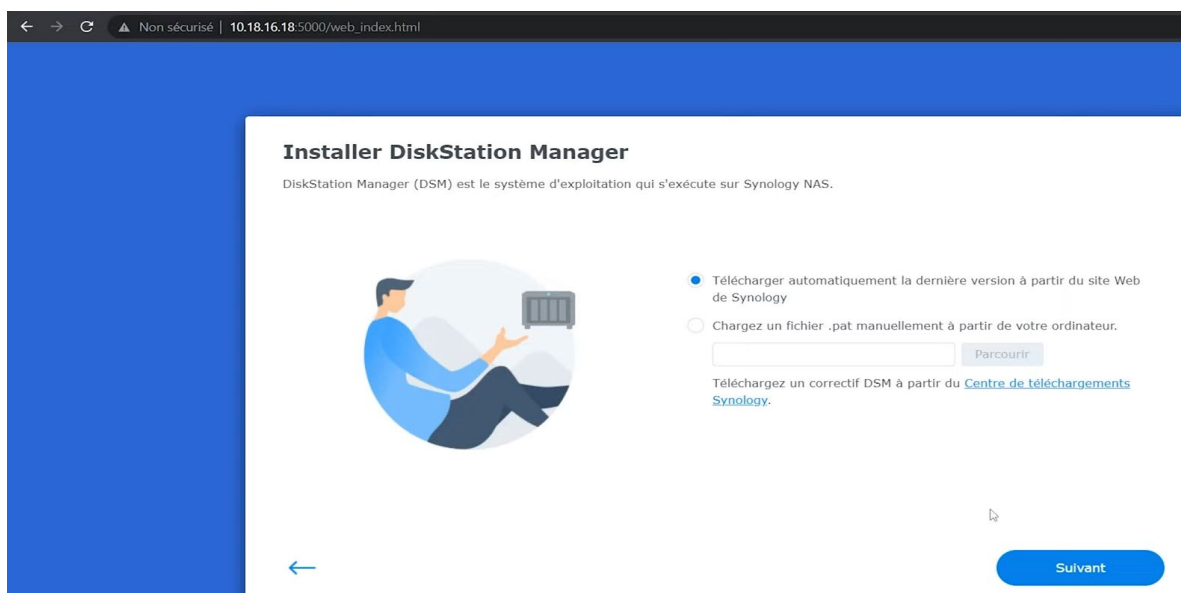 Non sécurisé | 10.18.16.18:5000/web_index.html
Installer DiskStation Manager
DiskStation Manager (DSM) est le système d'exploitation qui s'exécute sur Synology NAS.
Télécharger automatiquement la dernière version à partir du site Web
de Synology
Chargez un fichier .pat manuellement à partir de votre ordinateur.
Parcourir
Téléchargez un correctif DSM à partir du Centre de téléchargements
Synology.
Suivant